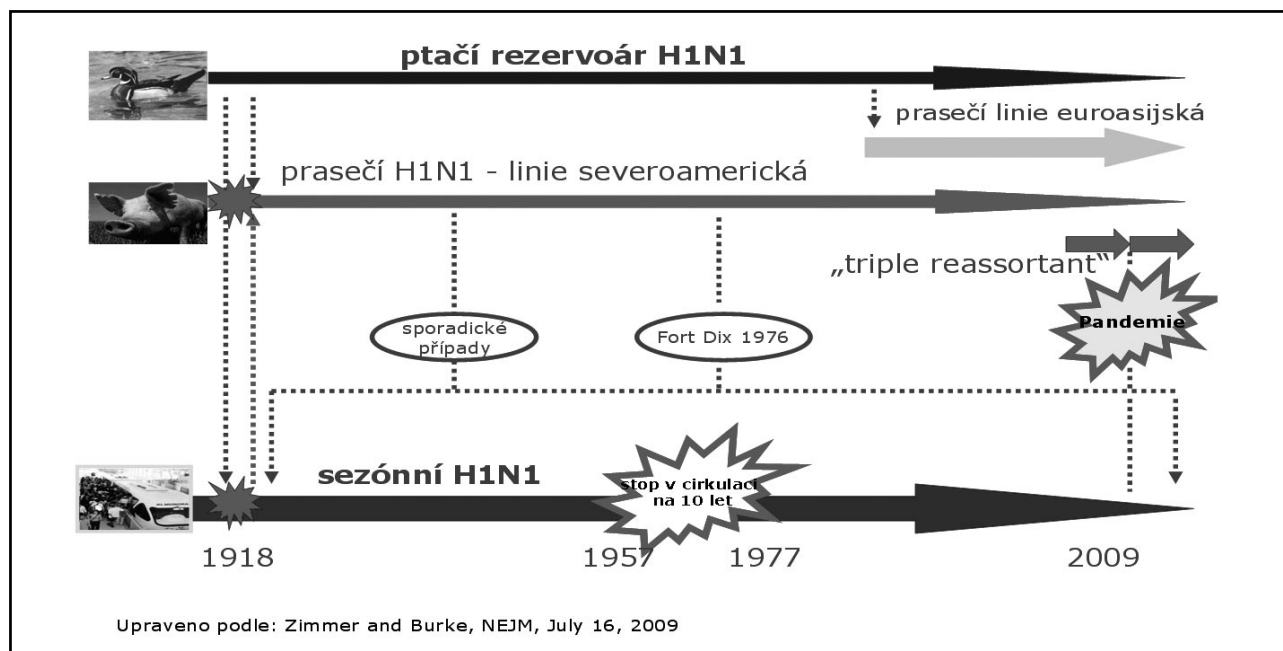 ptačí rezervoár H1N1
prasečí linie euroasijská
prasečí H1N1 - linie severoamerická
„triple reassortant“
sporadické
případy
Fort Dix 1976
Pandemie
sezónní H1N1
stop v cirkulaci
na 10 let
1918
1957
1977
2009
Upraveno podle: Zimmer and Burke, NEJM, July 16, 2009